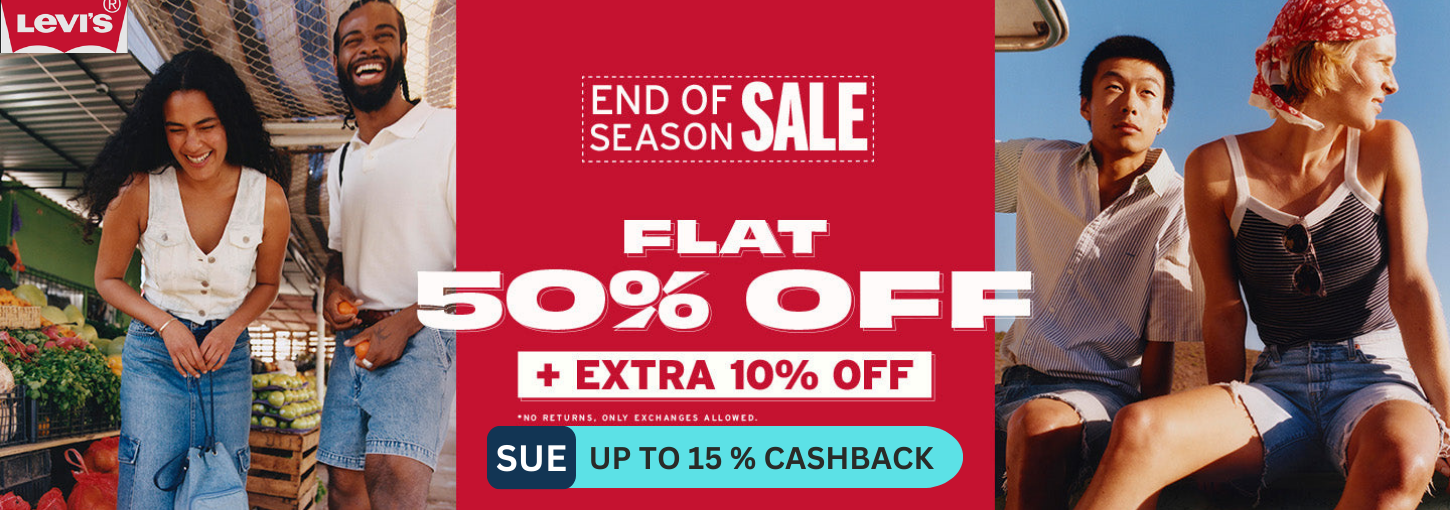 LEVI'S®
END OF
SEASON SALE
FLAT
50% OFF
+ EXTRA 10% OFF
*NO RETURNS, ONLY EXCHANGES ALLOWED.
SUE UP TO 15 % CASHBACK